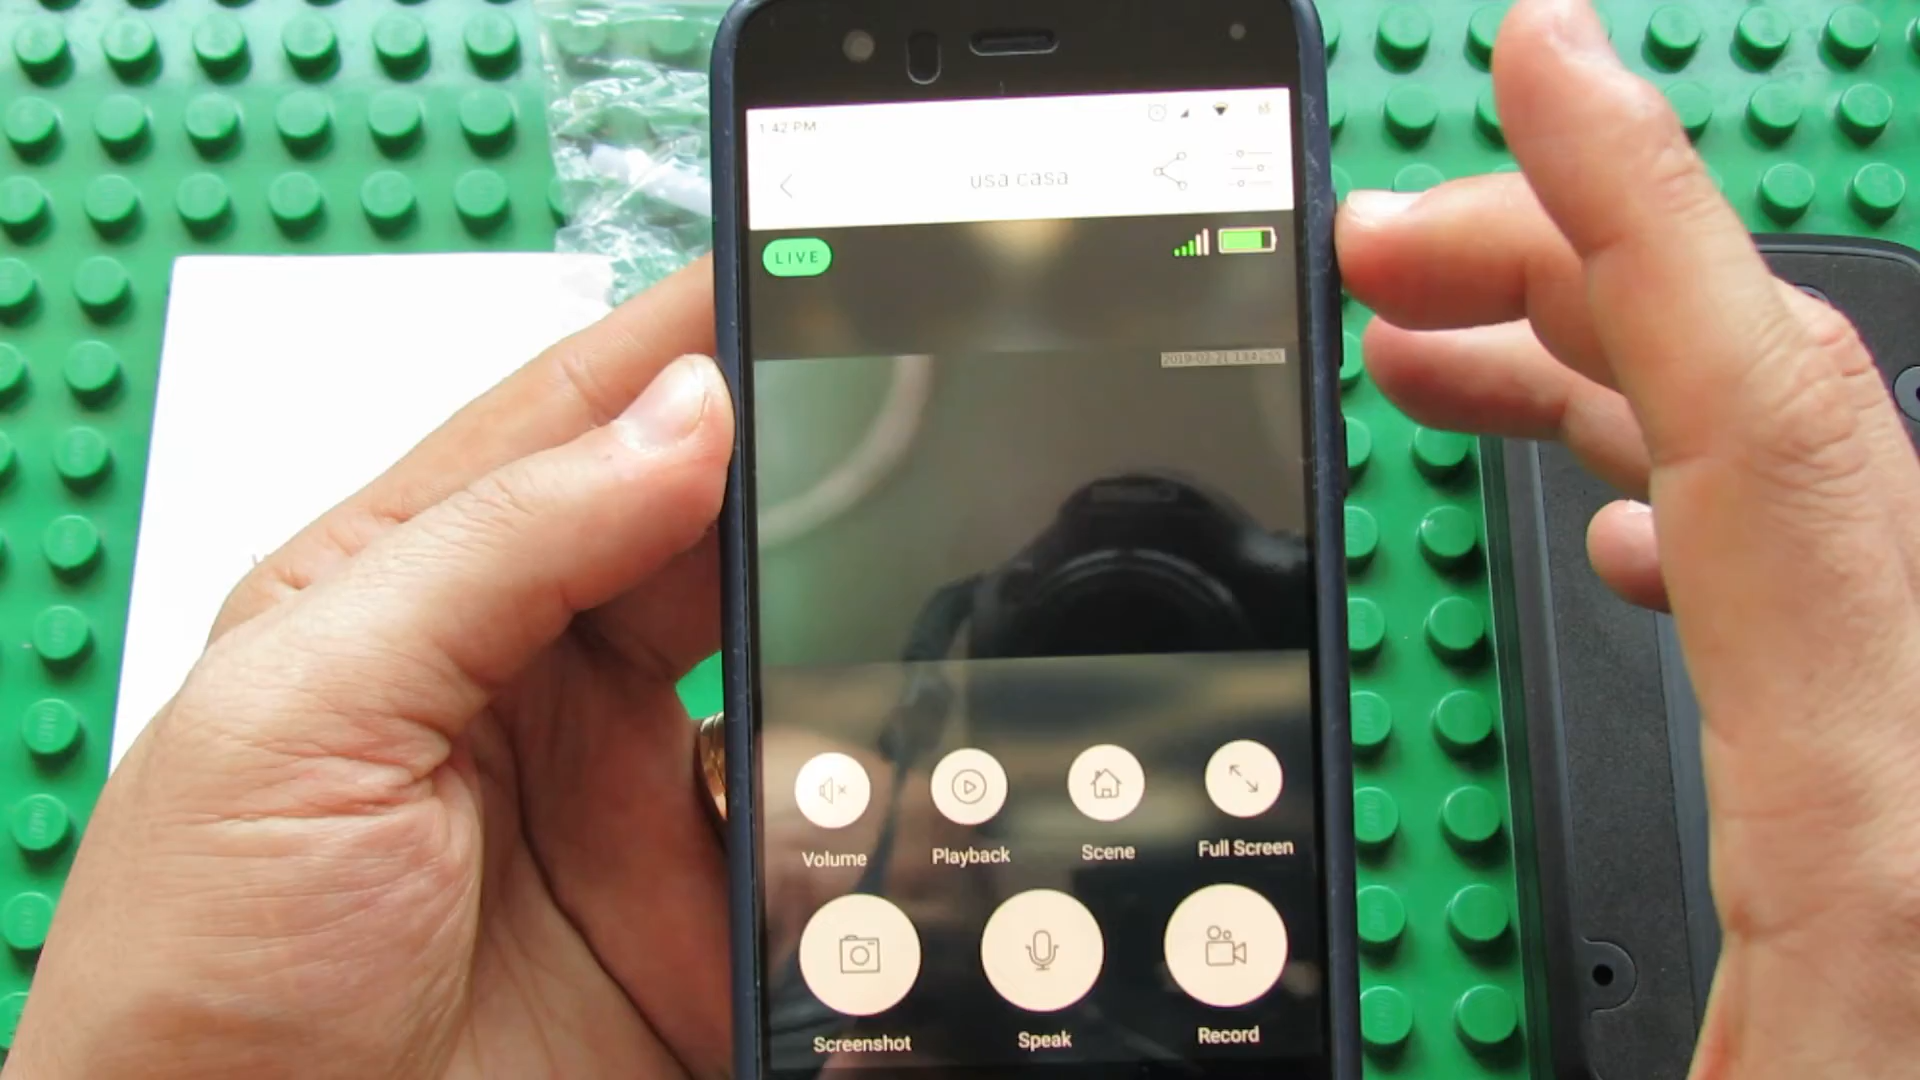 1:42 PM
usa casa
LIVE
Volume
Playback
Scene
Full Screen
Screenshot
Speak
Record